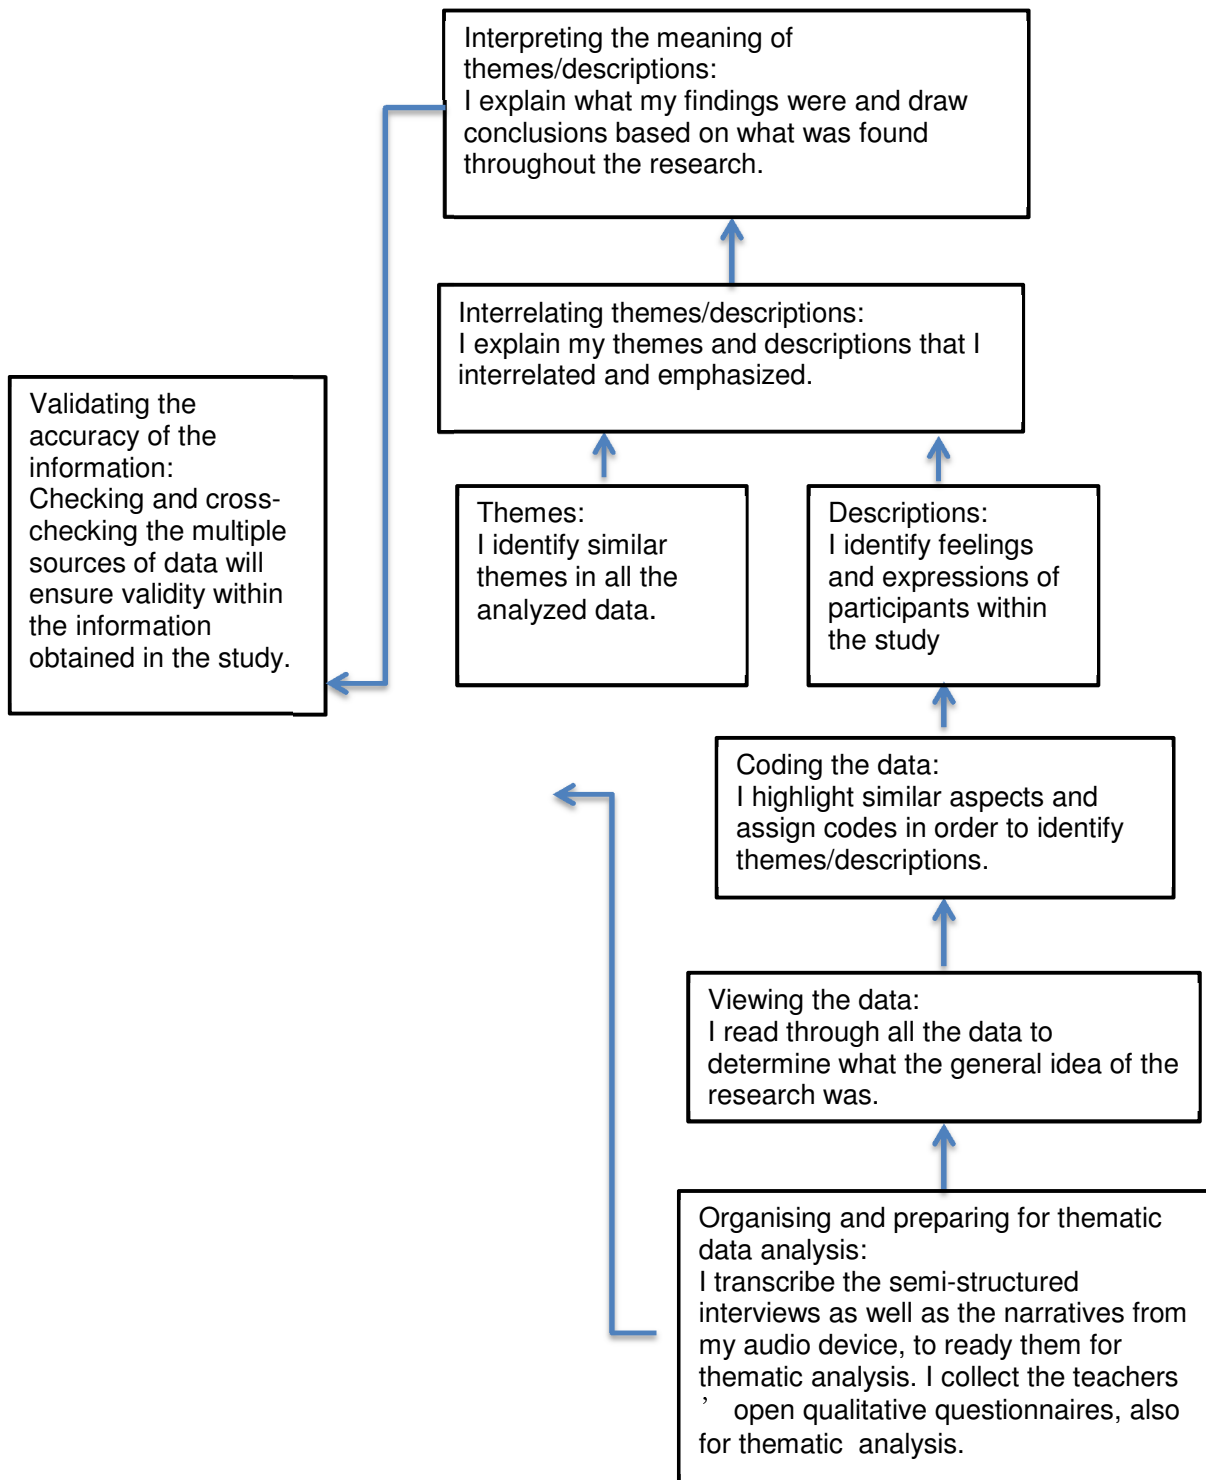 Interpreting the meaning of
themes/descriptions:
I explain what my findings were and draw
conclusions based on what was found
throughout the research.
Interrelating themes/descriptions:
I explain my themes and descriptions that I
interrelated and emphasized.
Validating the
accuracy of the
information:
Checking and cross-
checking the multiple
sources of data will
ensure validity within
the information
obtained in the study.
Themes:
I identify similar
themes in all the
analyzed data.
Descriptions:
I identify feelings
and expressions of
participants within
the study
Coding the data:
I highlight similar aspects and
assign codes in order to identify
themes/descriptions.
Viewing the data:
I read through all the data to
determine what the general idea of the
research was.
Organising and preparing for thematic
data analysis:
I transcribe the semi-structured
interviews as well as the narratives from
my audio device, to ready them for
thematic analysis. I collect the teachers
’ open qualitative questionnaires, also
for thematic analysis.